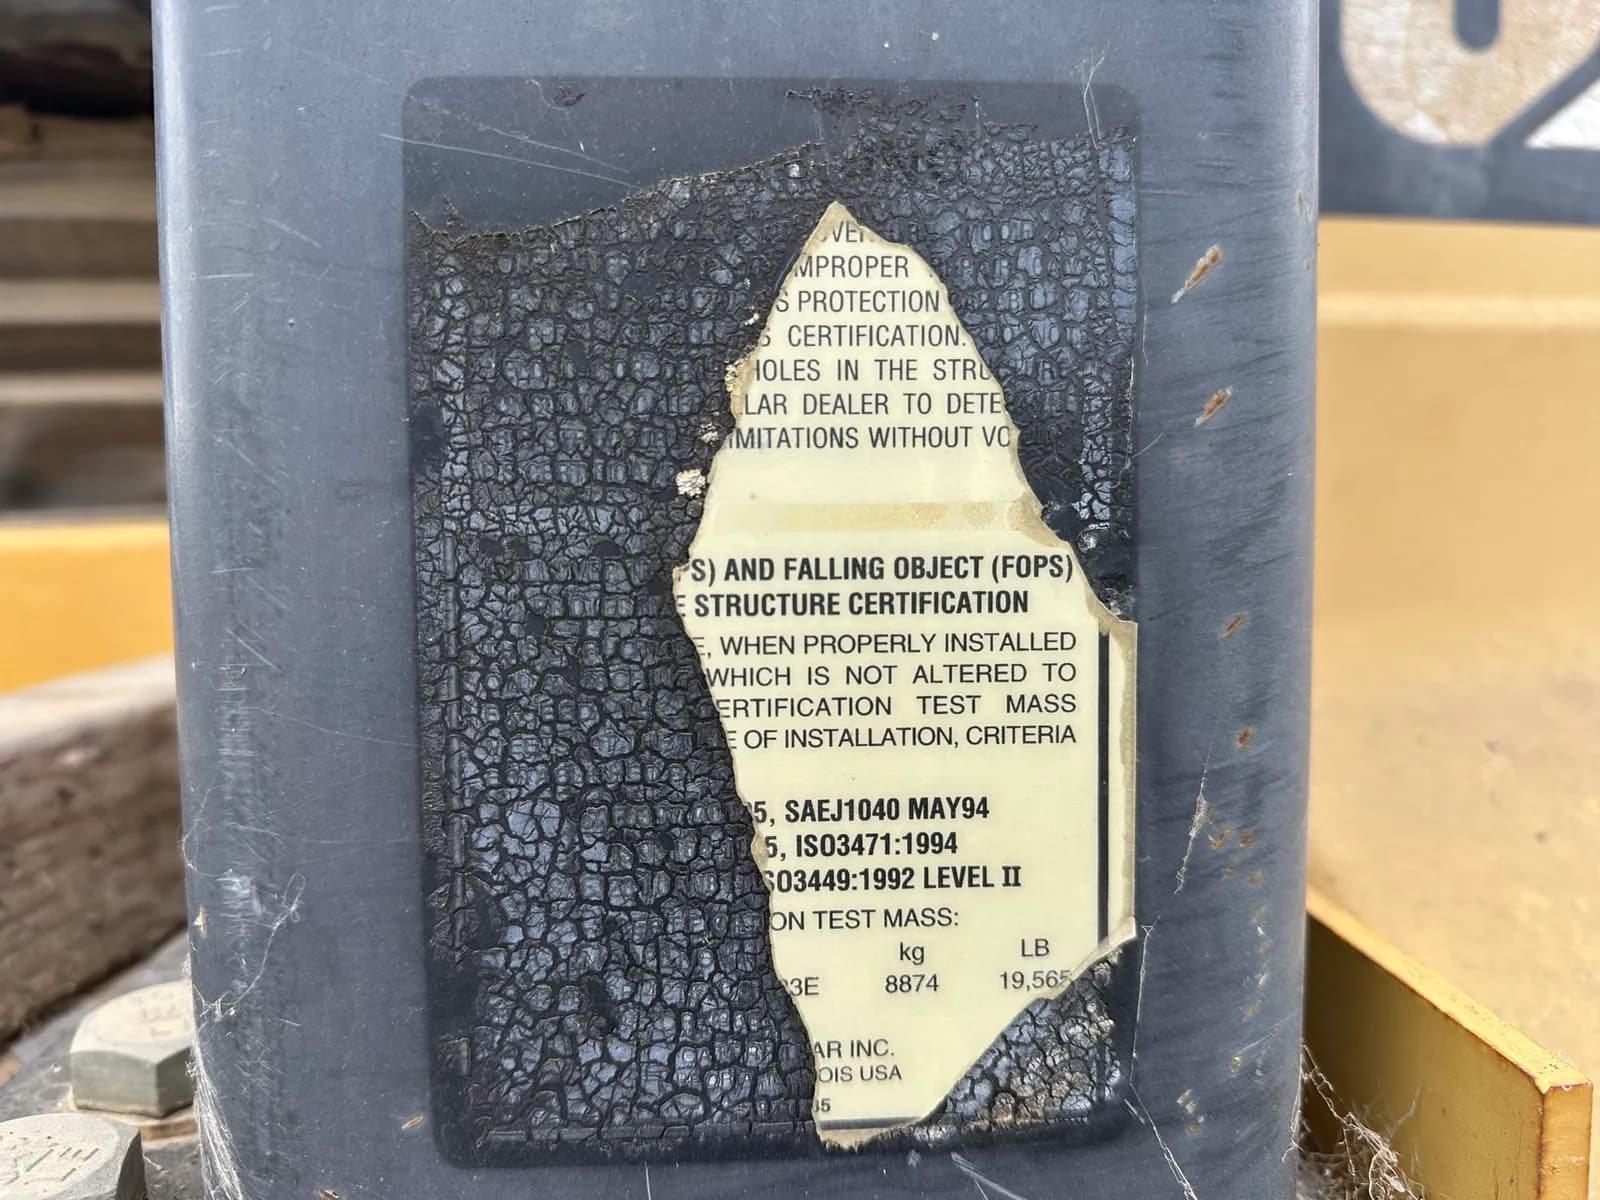 MPROPER
S PROTECTION
S CERTIFICATION.
HOLES IN THE STRU
LAR DEALER TO DETE
IMITATIONS WITHOUT VO
PS) AND FALLING OBJECT (FOPS)
E STRUCTURE CERTIFICATION
E, WHEN PROPERLY INSTALLED
WHICH IS NOT ALTERED TO
ERTIFICATION TEST MASS
E OF INSTALLATION, CRITERIA
5, SAEJ1040 MAY94
5, ISO3471:1994
SO3449:1992 LEVEL II
ON TEST MASS:
kg LB
3E 8874 19,565
AR INC.
OIS USA